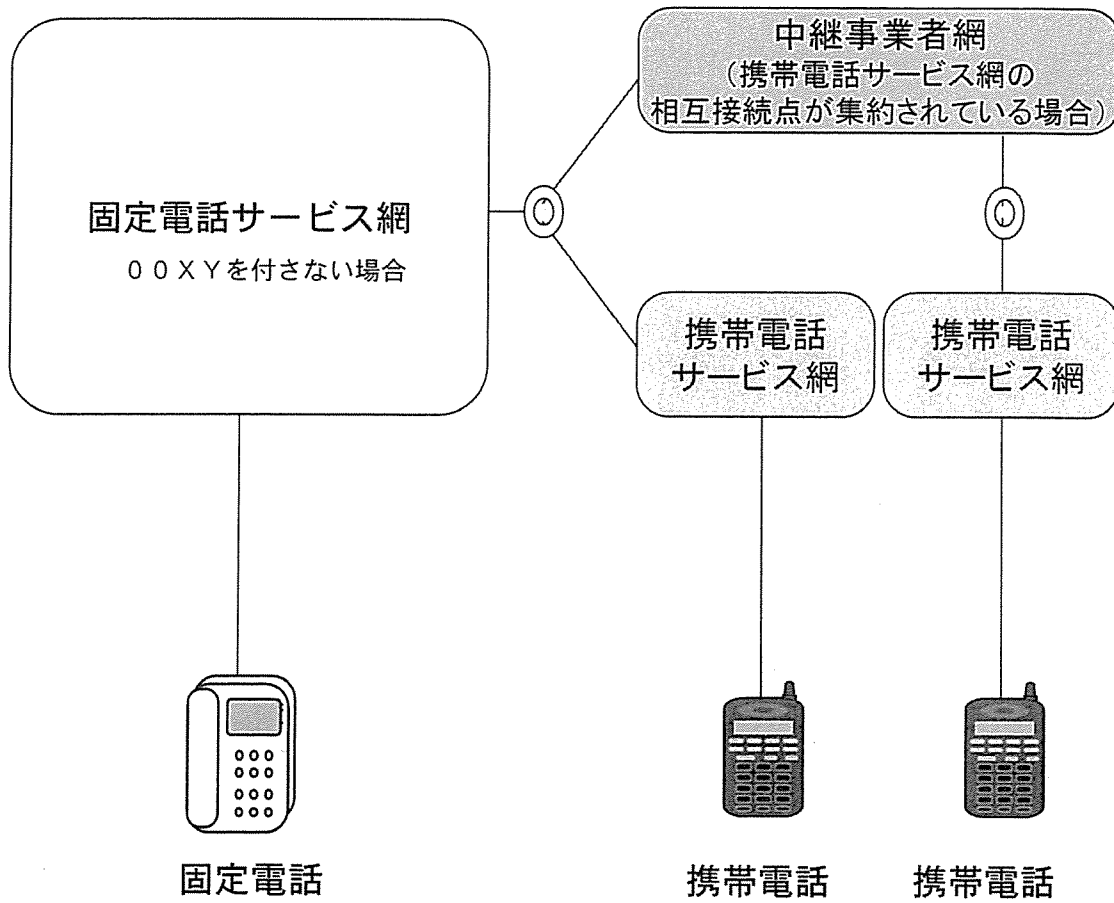 中継事業者網
（携帯電話サービス網の
相互接続点が集約されている場合）
固定電話サービス網
００ＸＹを付さない場合
携帯電話
サービス網
携帯電話
サービス網
固定電話
携帯電話
携帯電話